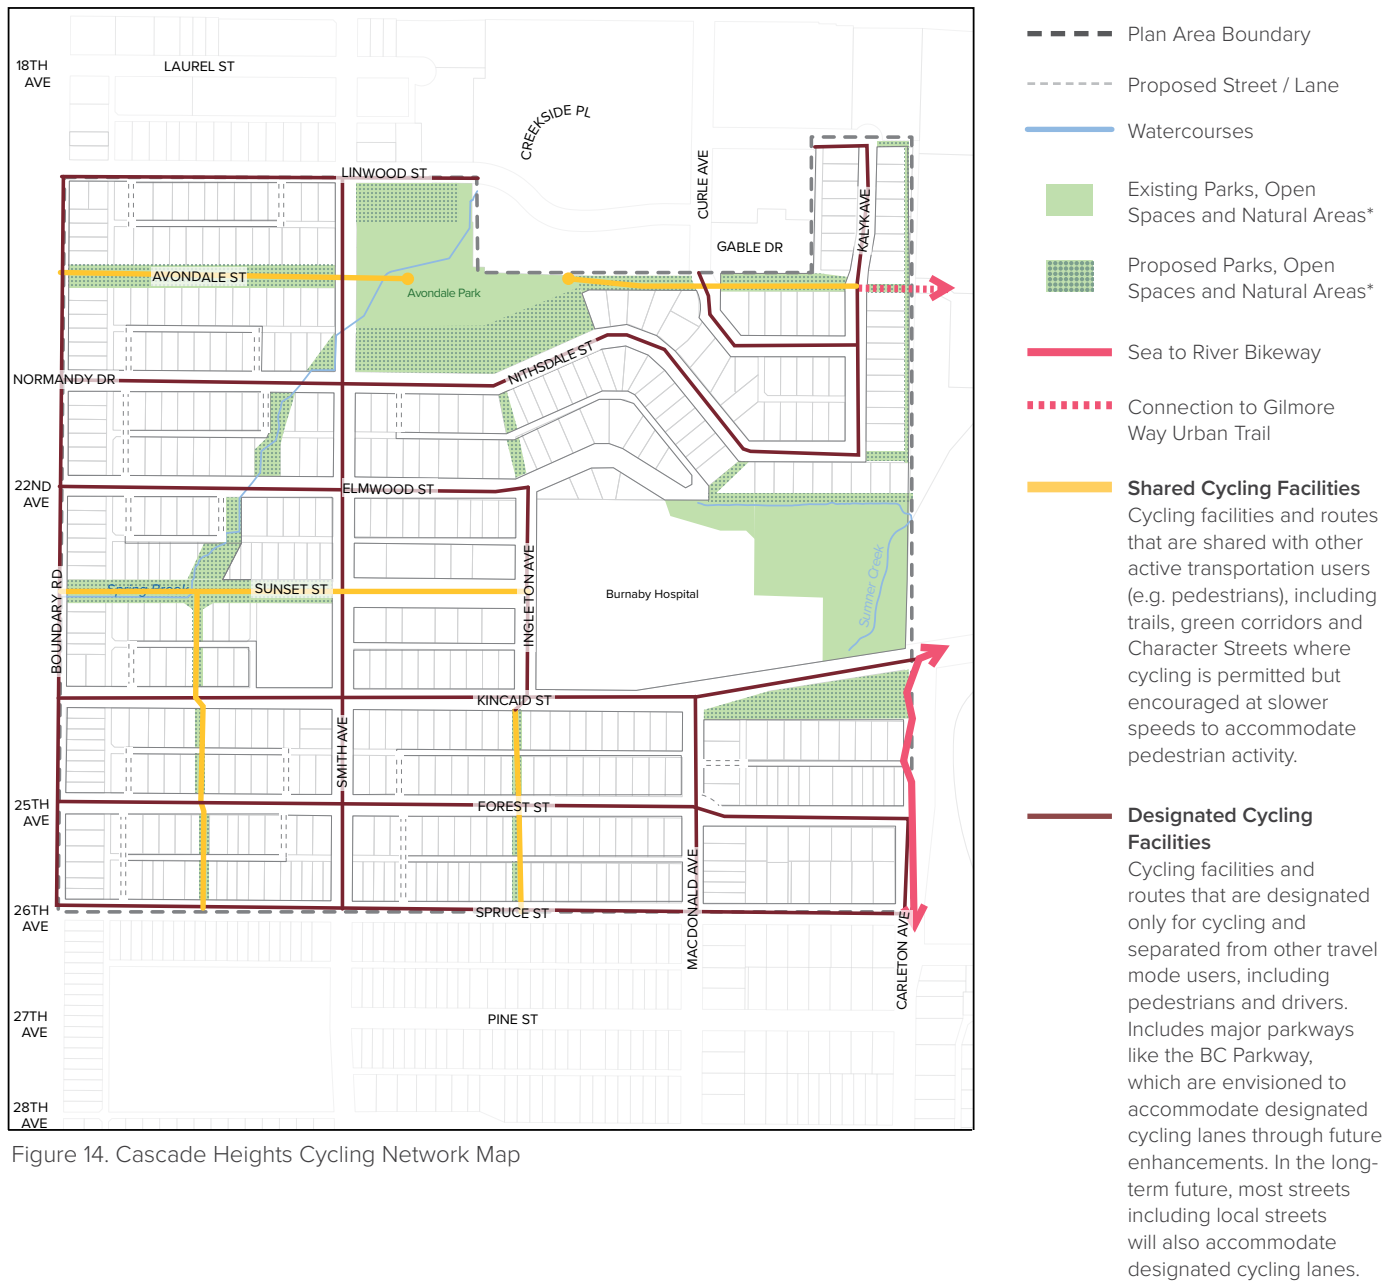 18TH
AVE
LAUREL ST
CREEKSIDE PL
CURLE AVE
LINWOOD ST
KALYK AVE
GABLE DR
AVONDALE ST
Avondale Park
NITHSDALE ST
NORMANDY DR
22ND
AVE
ELMWOOD ST
INGLETON AVE
BOUNDARY RD
Spring Brook
SUNSET ST
Burnaby Hospital
Sumner Creek
KINCAID ST
SMITH AVE
25TH
AVE
FOREST ST
MACDONALD AVE
26TH
AVE
SPRUCE ST
CARLETON AVE
27TH
AVE
PINE ST
28TH
AVE
Figure 14. Cascade Heights Cycling Network Map
Plan Area Boundary
Proposed Street / Lane
Watercourses
Existing Parks, Open
Spaces and Natural Areas*
Proposed Parks, Open
Spaces and Natural Areas*
Sea to River Bikeway
Connection to Gilmore
Way Urban Trail
Shared Cycling Facilities
Cycling facilities and routes
that are shared with other
active transportation users
(e.g. pedestrians), including
trails, green corridors and
Character Streets where
cycling is permitted but
encouraged at slower
speeds to accommodate
pedestrian activity.
Designated Cycling
Facilities
Cycling facilities and
routes that are designated
only for cycling and
separated from other travel
mode users, including
pedestrians and drivers.
Includes major parkways
like the BC Parkway,
which are envisioned to
accommodate designated
cycling lanes through future
enhancements. In the long-
term future, most streets
including local streets
will also accommodate
designated cycling lanes.